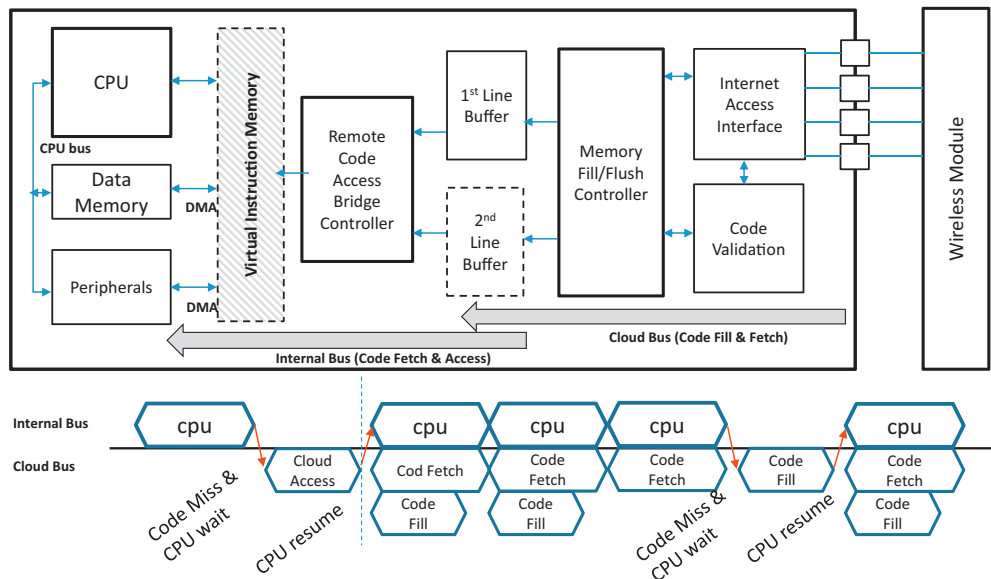 CPU
CPU bus
Data
Memory
DMA
Peripherals
DMA
Virtual Instruction Memory
Remote
Code
Access
Bridge
Controller
1st Line
Buffer
2nd
Line
Buffer
Memory
Fill/Flush
Controller
Internet
Access
Interface
Code
Validation
Wireless Module
Cloud Bus (Code Fill & Fetch)
Internal Bus (Code Fetch & Access)
Internal Bus
cpu
cpu
cpu
cpu
cpu
Cloud Bus
Cloud
Access
Cod Fetch
Code
Fetch
Code
Fetch
Code
Fill
Code
Fetch
Code
Fill
Code
Fill
Code
Fill
Code Miss &
CPU wait
CPU resume
Code Miss &
CPU wait
CPU resume